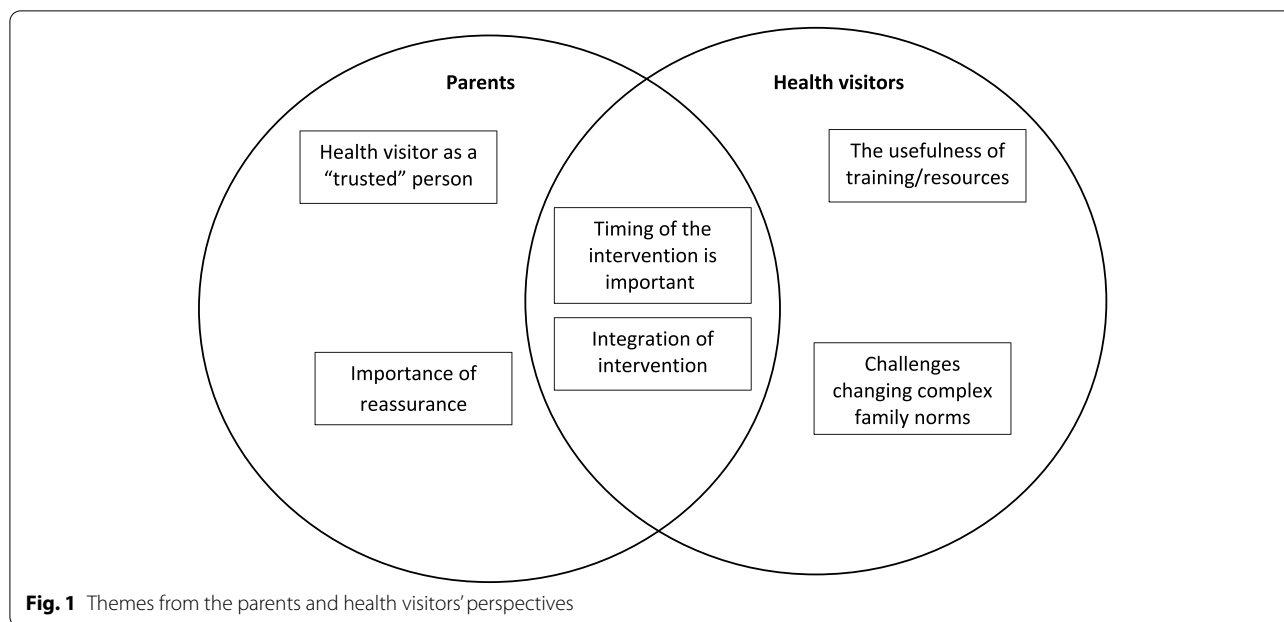 Parents
Health visitors
Health visitor as a
“trusted” person
The usefulness of
training/resources
Timing of the
intervention is
important
Integration of
intervention
Importance of
reassurance
Challenges
changing complex
family norms
Fig. 1 Themes from the parents and health visitors’ perspectives